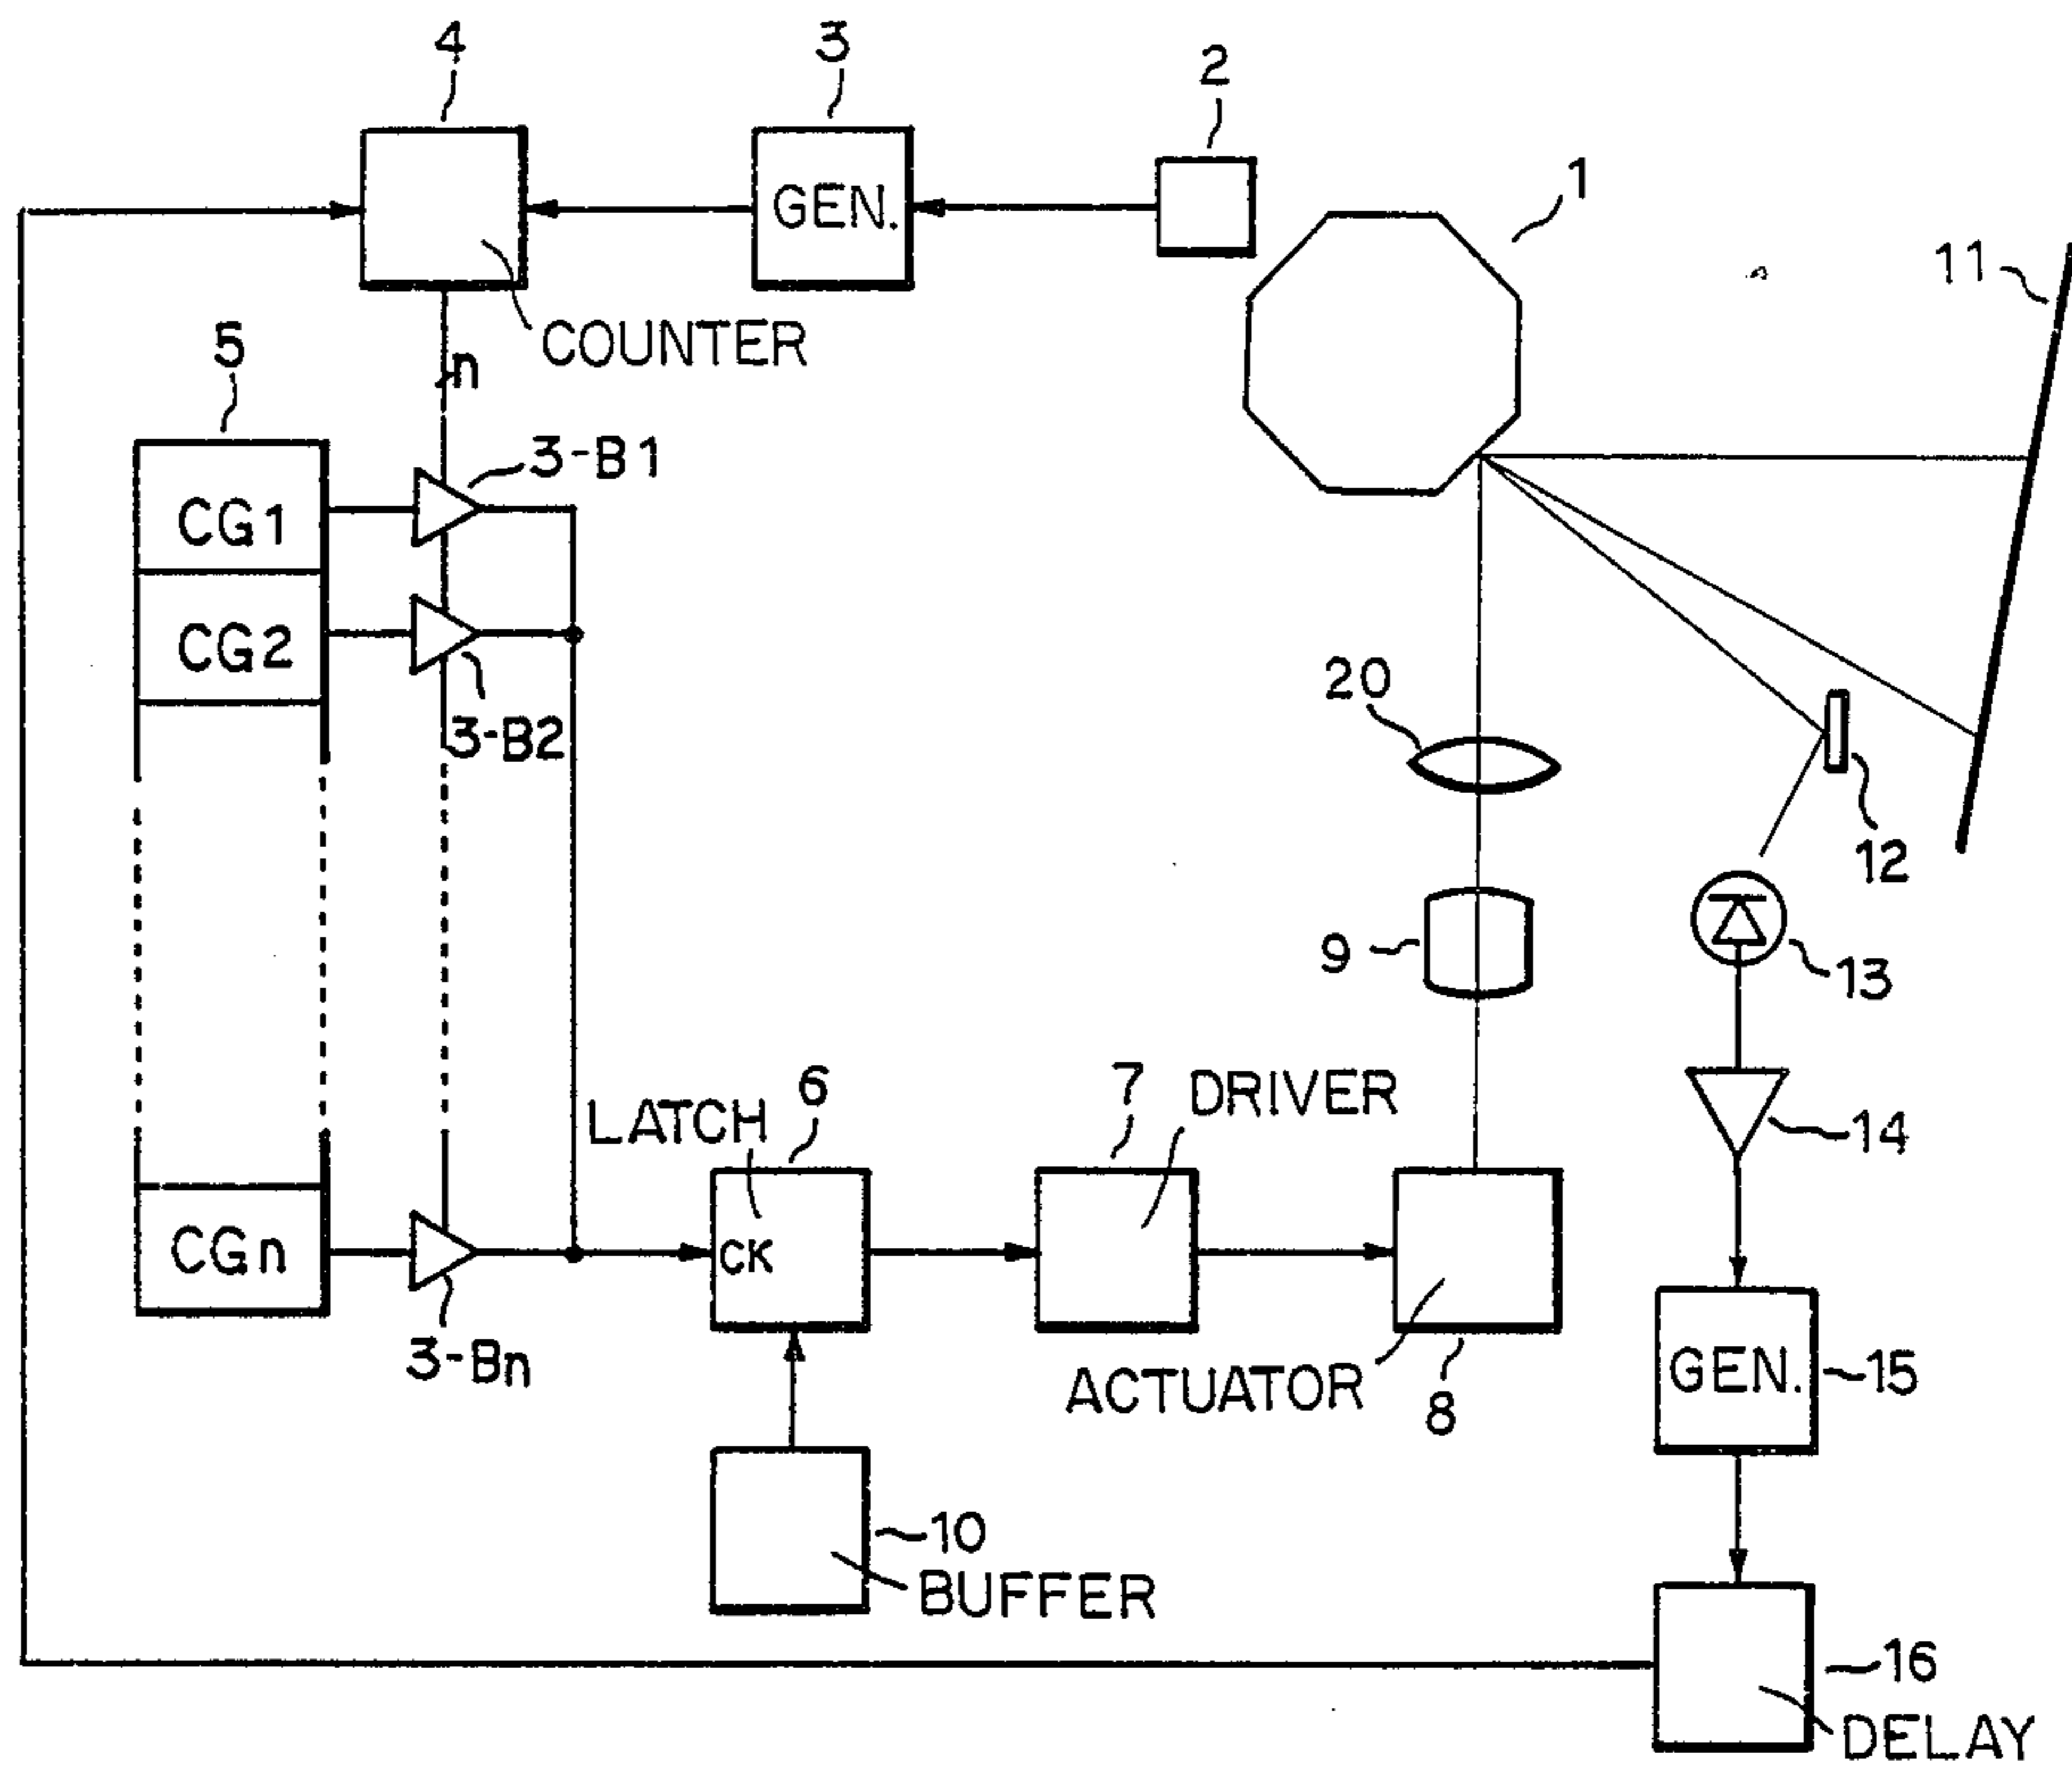 4
3
2
1
GEN.
11
COUNTER
n
5
3-B1
CG1
CG2
3-B2
20
12
9
13
LATCH
6
7
DRIVER
14
CGn
CK
3-Bn
ACTUATOR
8
GEN.
15
10
BUFFER
16
DELAY